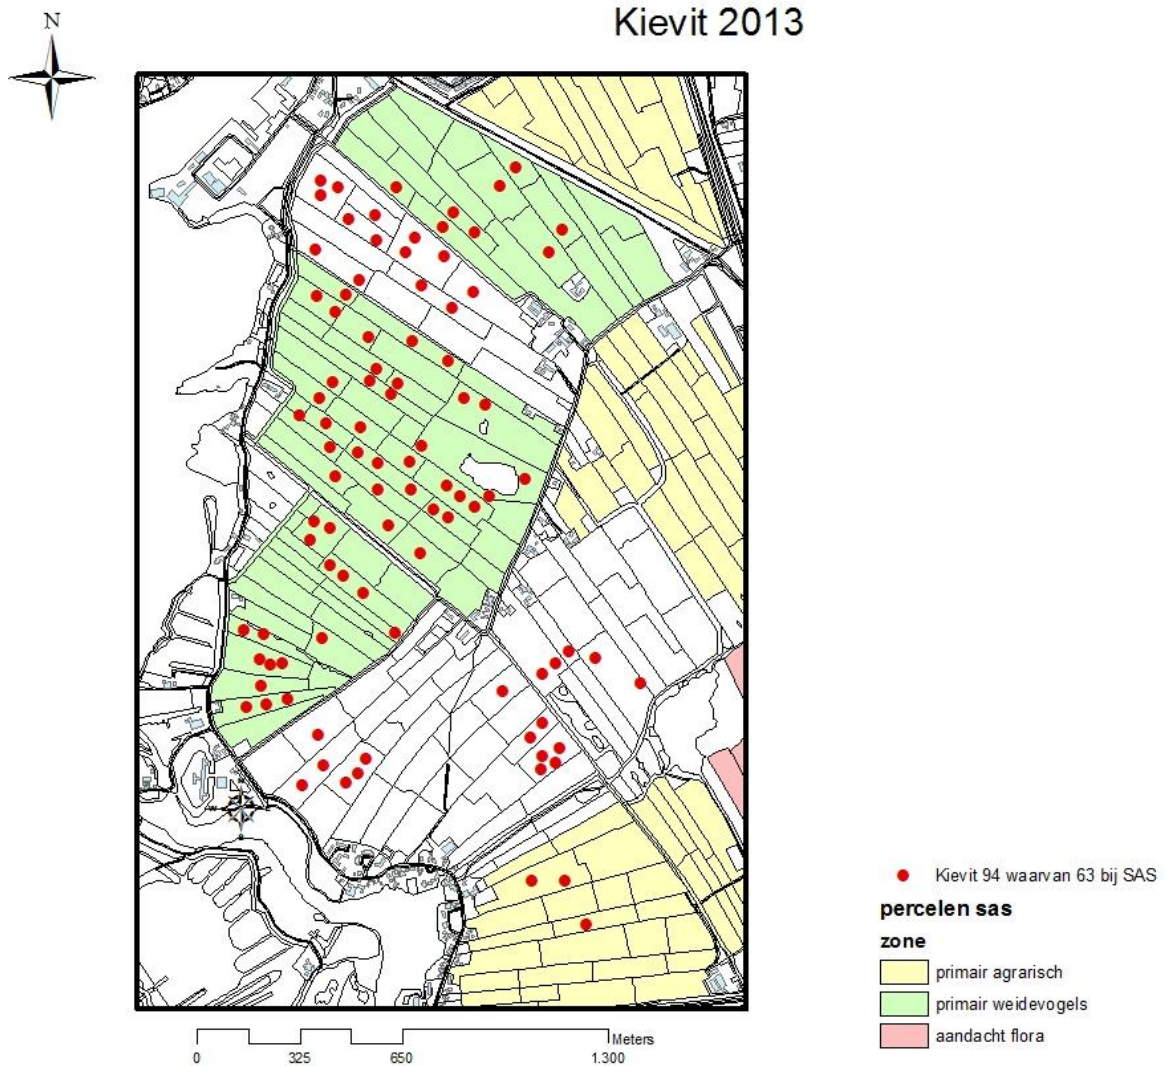 Kievit 2013
N
Kievit 94 waarvan 63 bij SAS
percelen sas
zone
primair agrarisch
primair weidevogels
aandacht flora
Meters
0 325 650 1.300